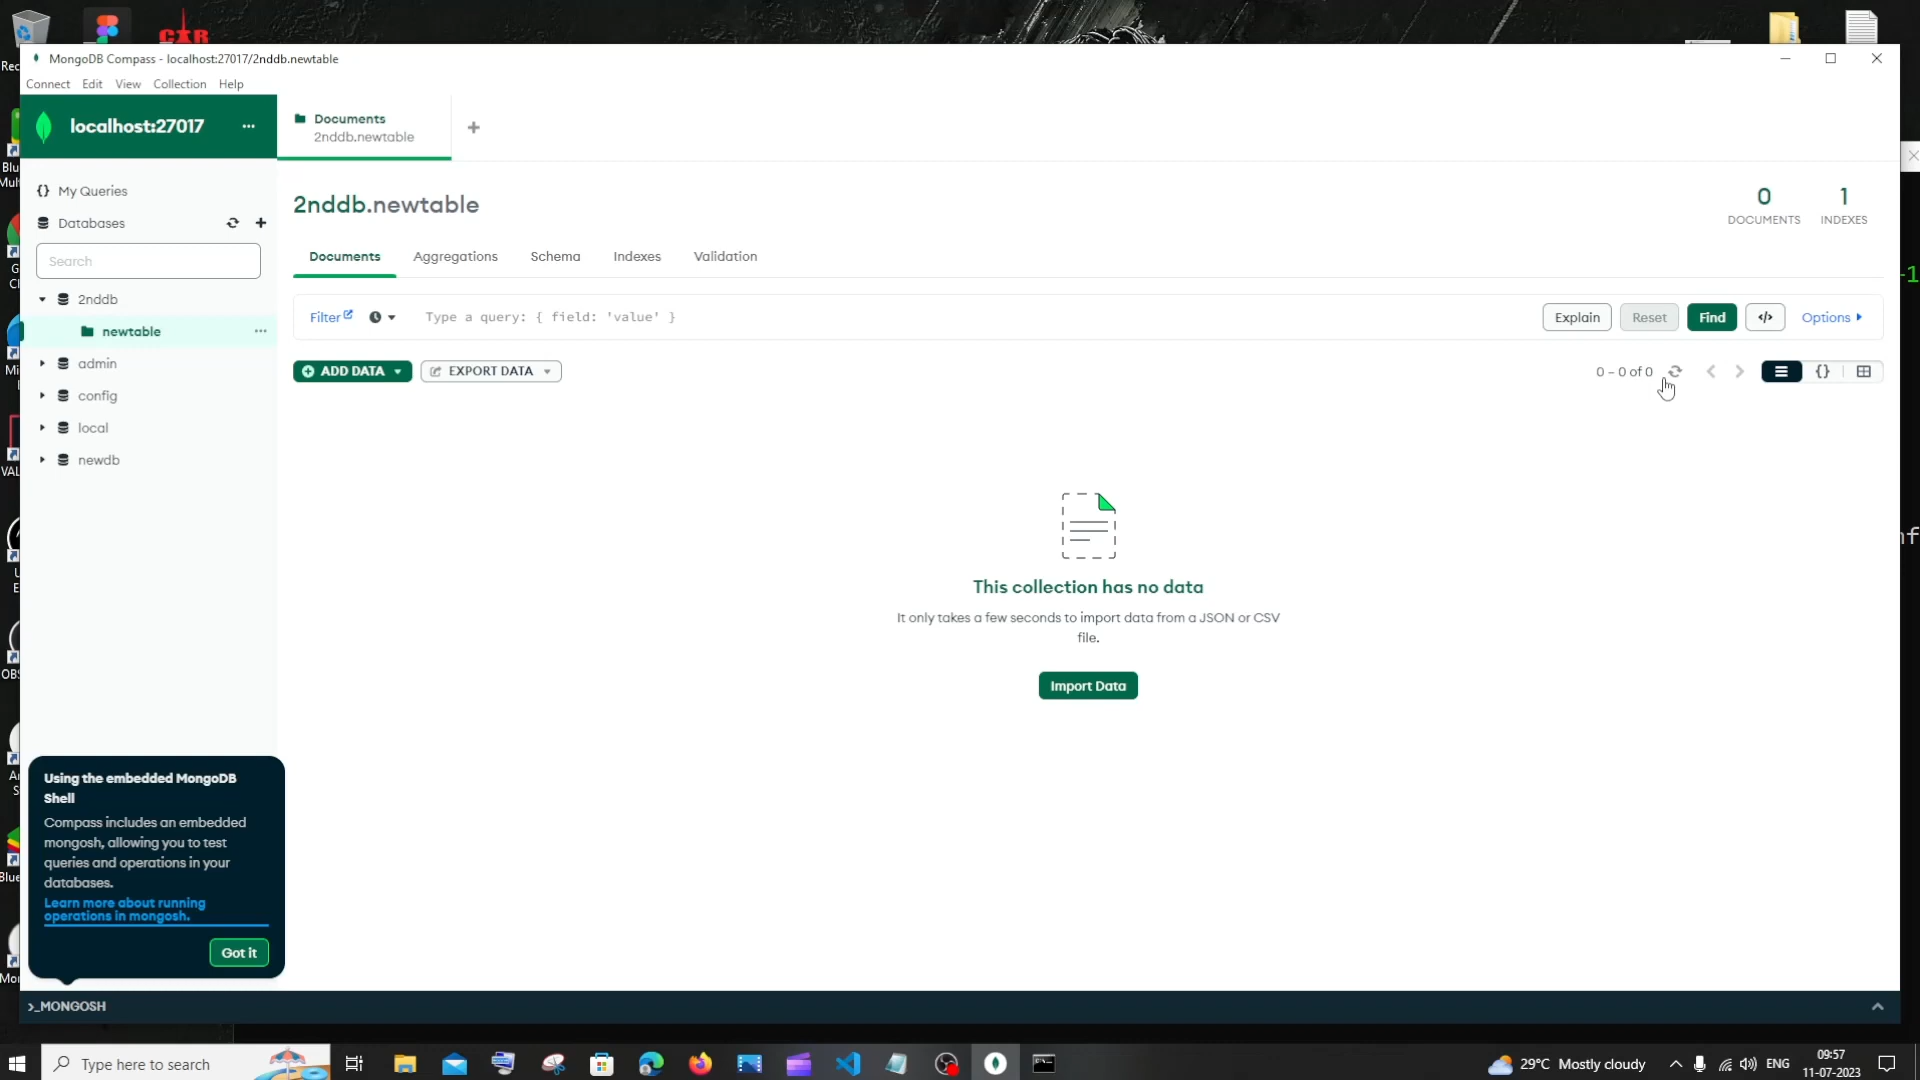 MongoDB Compass - localhost:27017/2nddb.newtable
Connect Edit View Collection Help
localhost:27017 ...
Documents
2nddb.newtable
+
{} My Queries
Databases
Search
2nddb
newtable ...
admin
config
local
newdb
2nddb.newtable
0
DOCUMENTS
1
INDEXES
Documents Aggregations Schema Indexes Validation
Filter Type a query: { field: 'value' } Explain Reset Find </> Options
ADD DATA EXPORT DATA 0 – 0 of 0 {}
This collection has no data
It only takes a few seconds to import data from a JSON or CSV
file.
Import Data
Using the embedded MongoDB
Shell
Compass includes an embedded
mongosh, allowing you to test
queries and operations in your
databases.
Learn more about running
operations in mongosh.
Got it
>_MONGOSH
Type here to search
29°C Mostly cloudy
ENG
09:57
11-07-2023